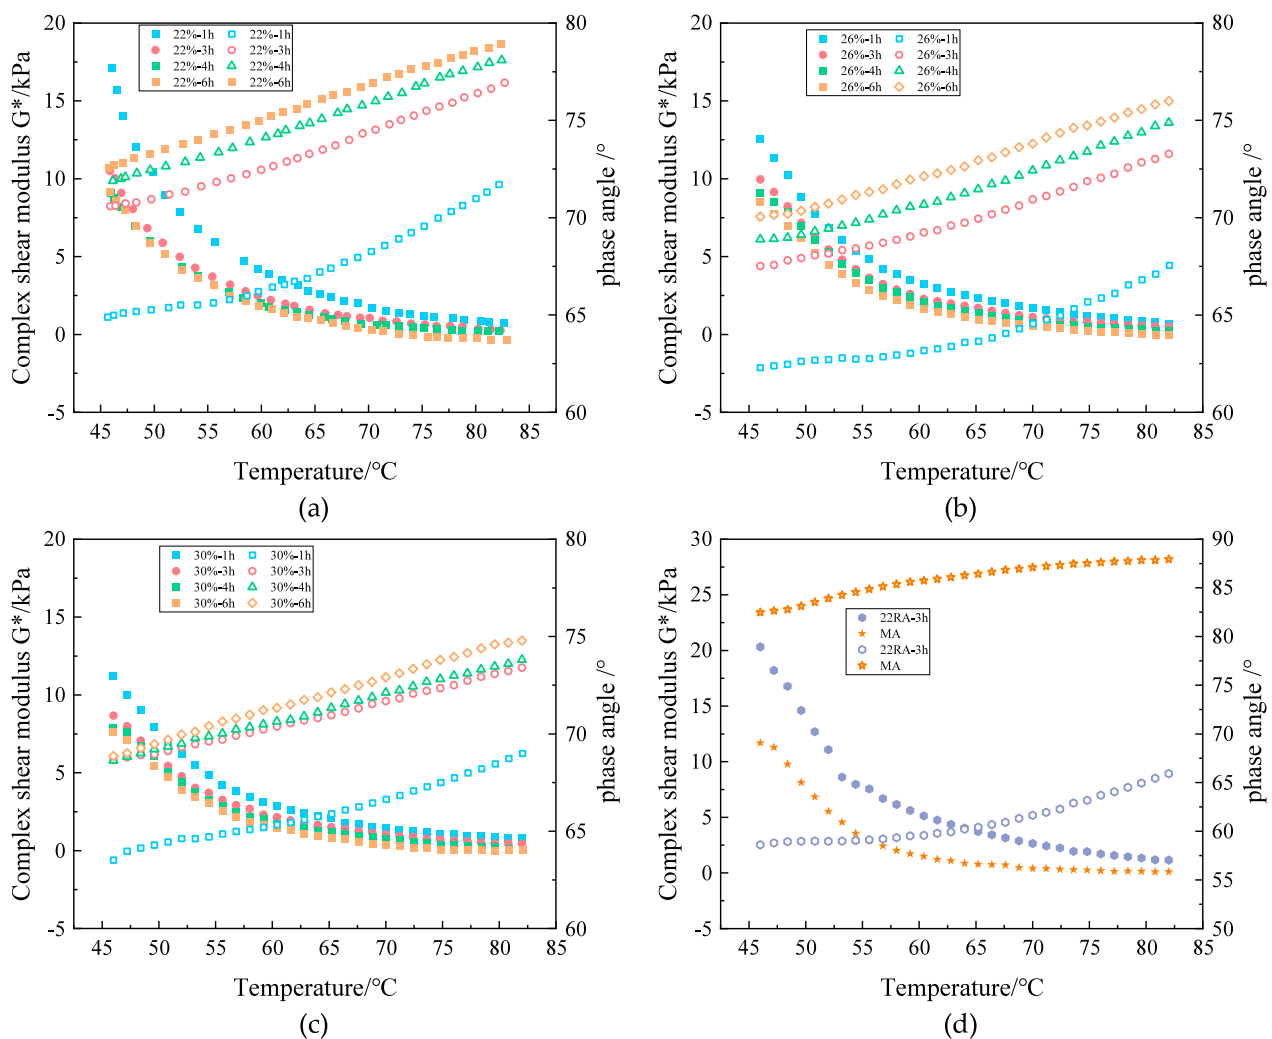 20
15
10
5
0
-5
80
75
70
65
60
22%-1h 22%-1h
22%-3h 22%-3h
22%-4h 22%-4h
22%-6h 22%-6h
Complex shear modulus G*/kPa
phase angle /°
45 50 55 60 65 70 75 80 85
Temperature/°C
(a)
20
15
10
5
0
-5
80
75
70
65
60
26%-1h 26%-1h
26%-3h 26%-3h
26%-4h 26%-4h
26%-6h 26%-6h
Complex shear modulus G*/kPa
phase angle /°
45 50 55 60 65 70 75 80 85
Temperature/°C
(b)
20
15
10
5
0
-5
80
75
70
65
60
30%-1h 30%-1h
30%-3h 30%-3h
30%-4h 30%-4h
30%-6h 30%-6h
Complex shear modulus G*/kPa
phase angle /°
45 50 55 60 65 70 75 80 85
Temperature/°C
(c)
30
25
20
15
10
5
0
-5
90
85
80
75
70
65
60
55
50
22RA-3h
MA
22RA-3h
MA
Complex shear modulus G*/kPa
phase angle /°
45 50 55 60 65 70 75 80 85
Temperature/°C
(d)